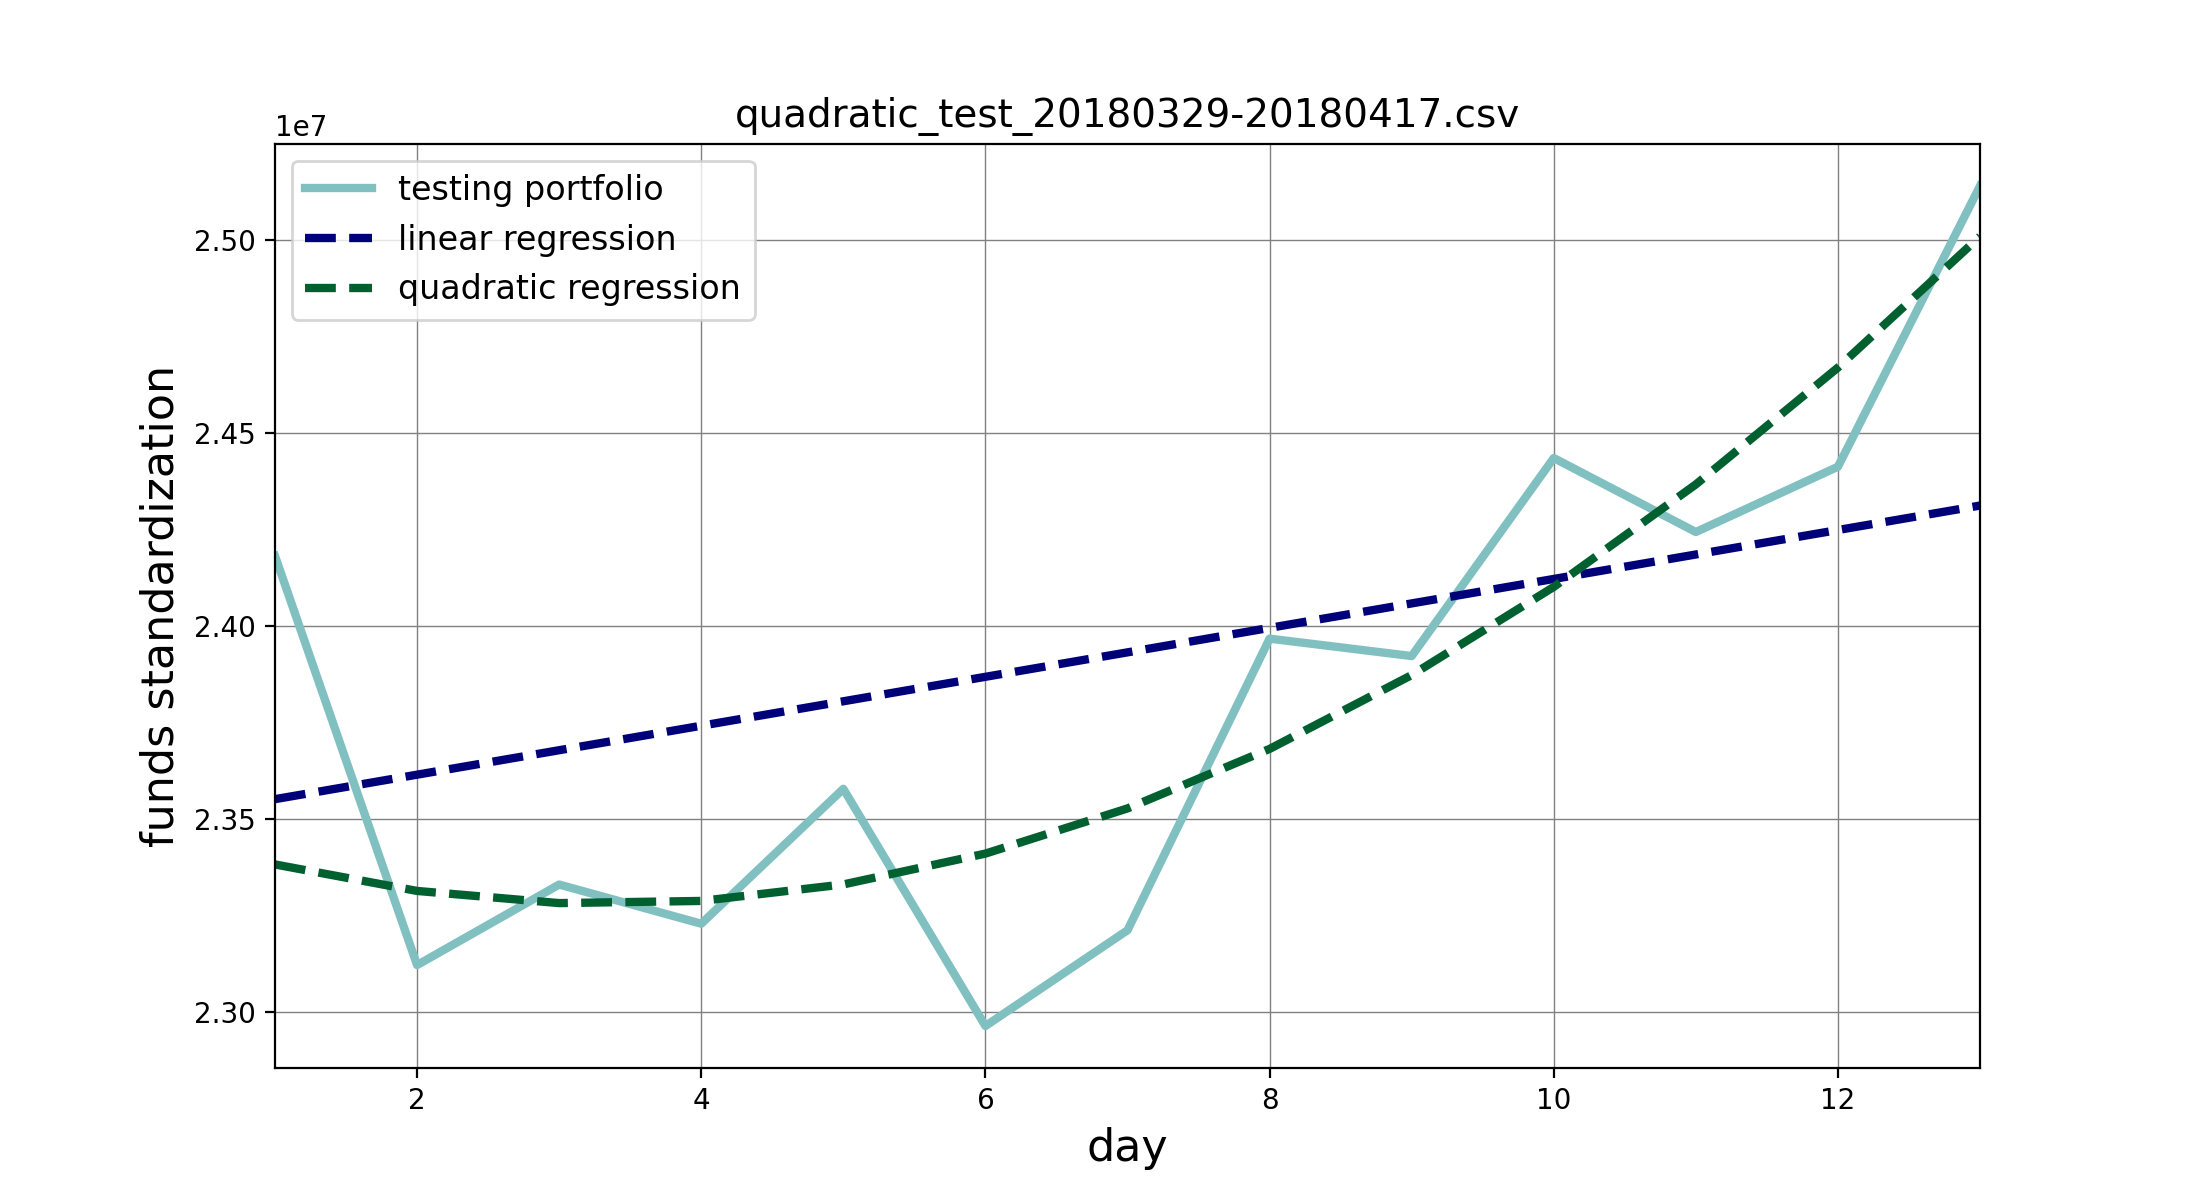 quadratic_test_20180329-20180417.csv
1e7
testing portfolio
linear regression
quadratic regression
funds standardization
2.50
2.45
2.40
2.35
2.30
2 4 6 8 10 12
day